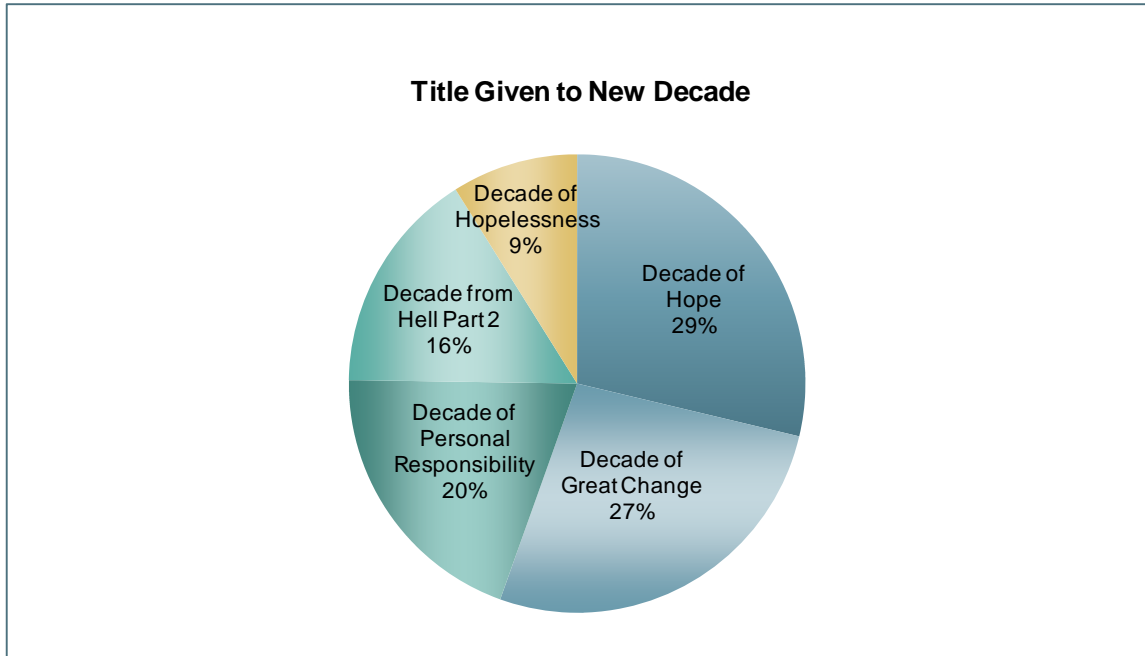 Title Given to New Decade
Decade of
Hope
29%
Decade of
Great Change
27%
Decade of
Personal
Responsibility
20%
Decade from
Hell Part 2
16%
Decade of
Hopelessness
9%